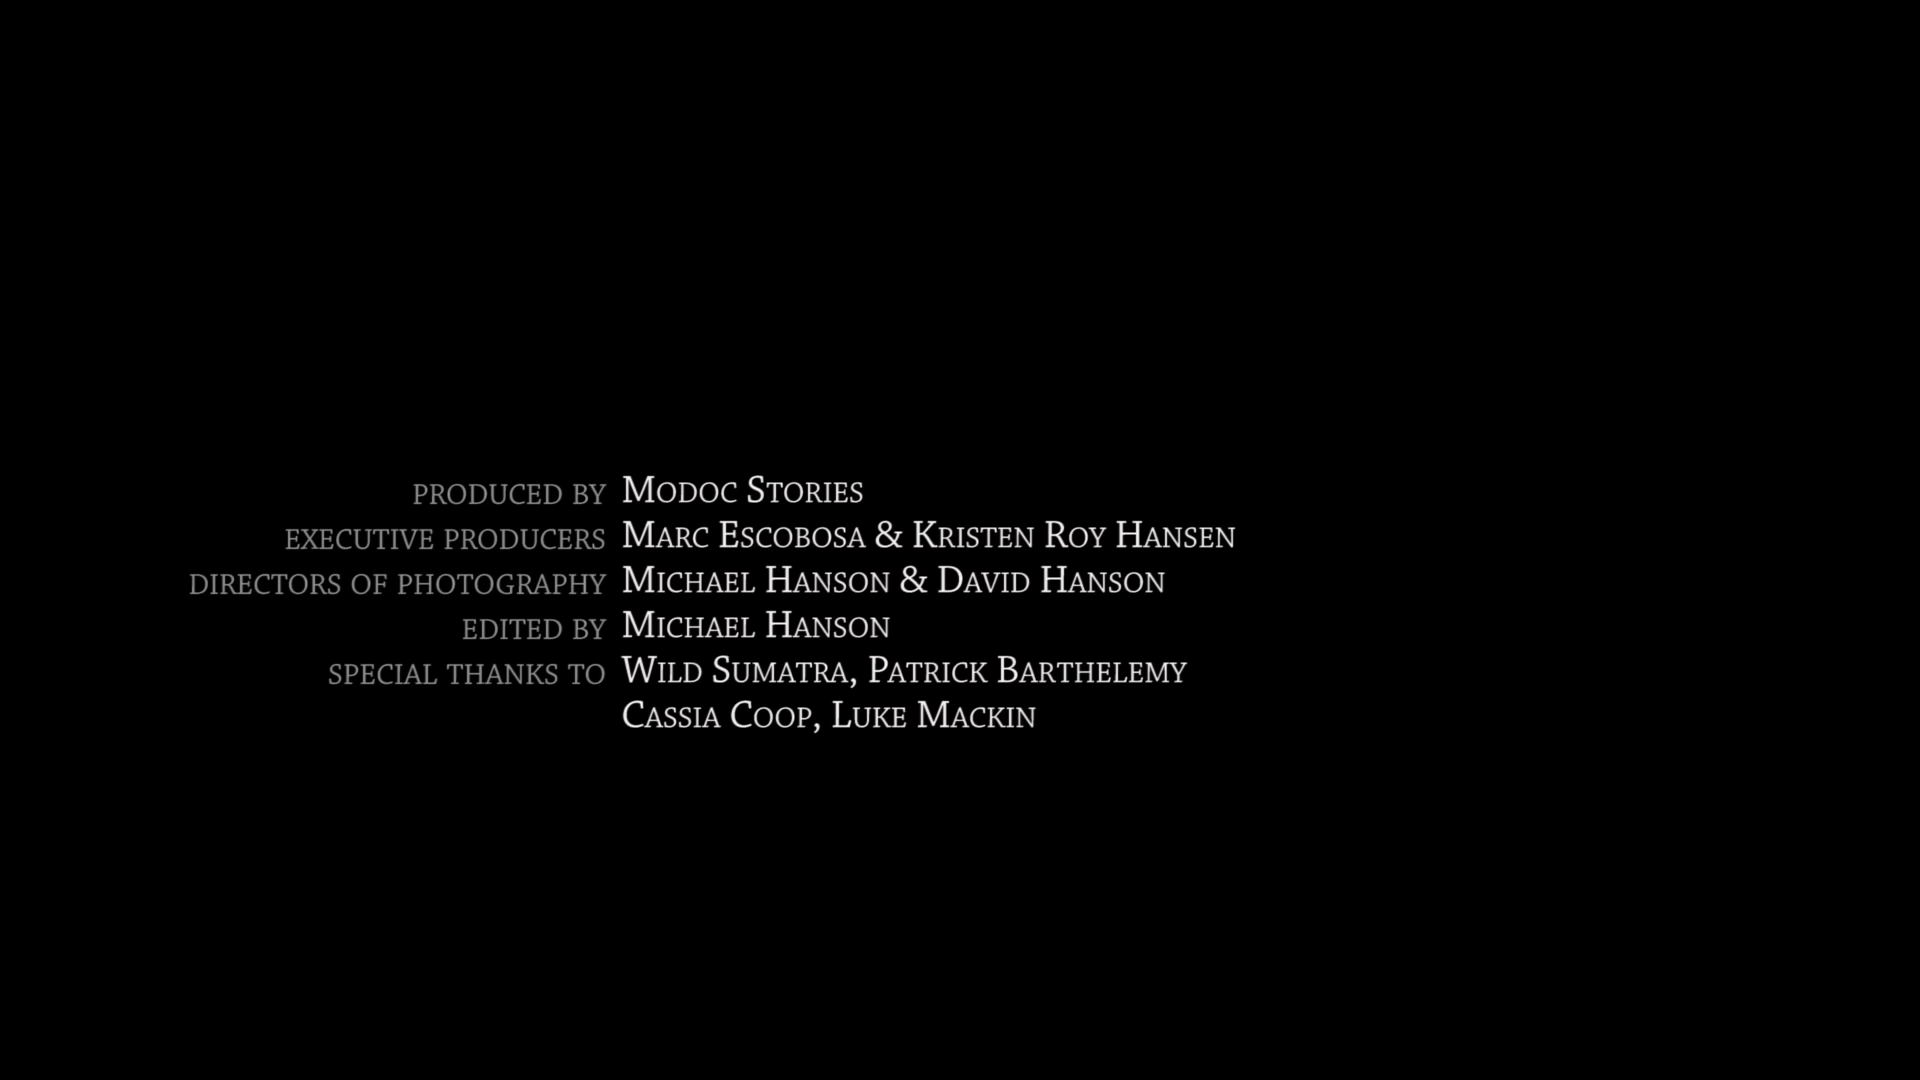 PRODUCED BY Modoc Stories
EXECUTIVE PRODUCERS Marc Escobosa & Kristen Roy Hansen
DIRECTORS OF PHOTOGRAPHY Michael Hanson & David Hanson
EDITED BY Michael Hanson
SPECIAL THANKS TO Wild Sumatra, Patrick Barthelemy
Cassia Coop, Luke Mackin